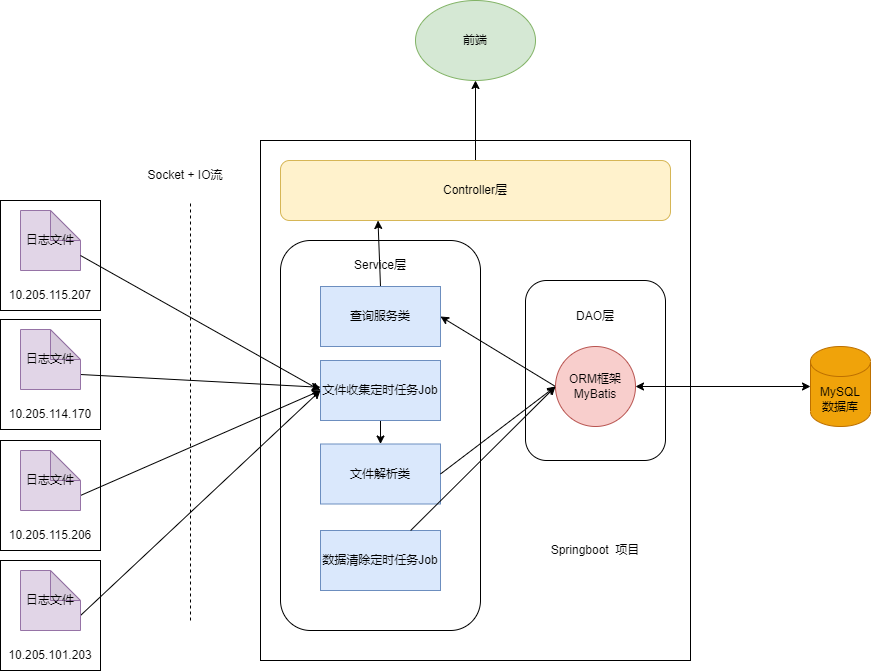 前端
Socket + IO流
Controller层
日志文件
10.205.115.207
日志文件
10.205.114.170
日志文件
10.205.115.206
日志文件
10.205.101.203
Service层
查询服务类
文件收集定时任务Job
文件解析类
数据清除定时任务Job
DAO层
ORM框架
MyBatis
Springboot 项目
MySQL
数据库